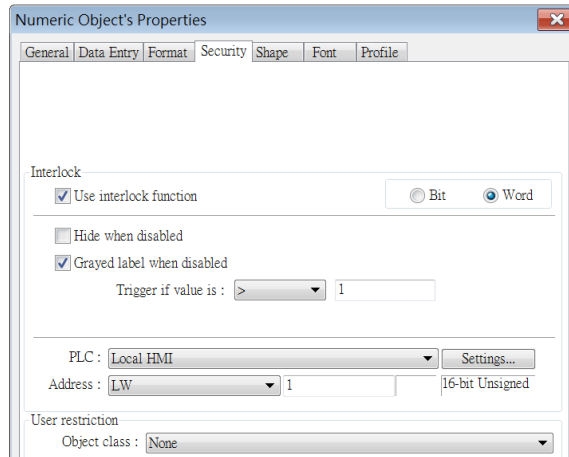 Numeric Object's Properties
General Data Entry Format Security Shape Font Profile
Interlock
Use interlock function Bit Word
Hide when disabled
Grayed label when disabled
Trigger if value is : > 1
PLC : Local HMI Settings...
Address : LW 1 16-bit Unsigned
User restriction
Object class : None